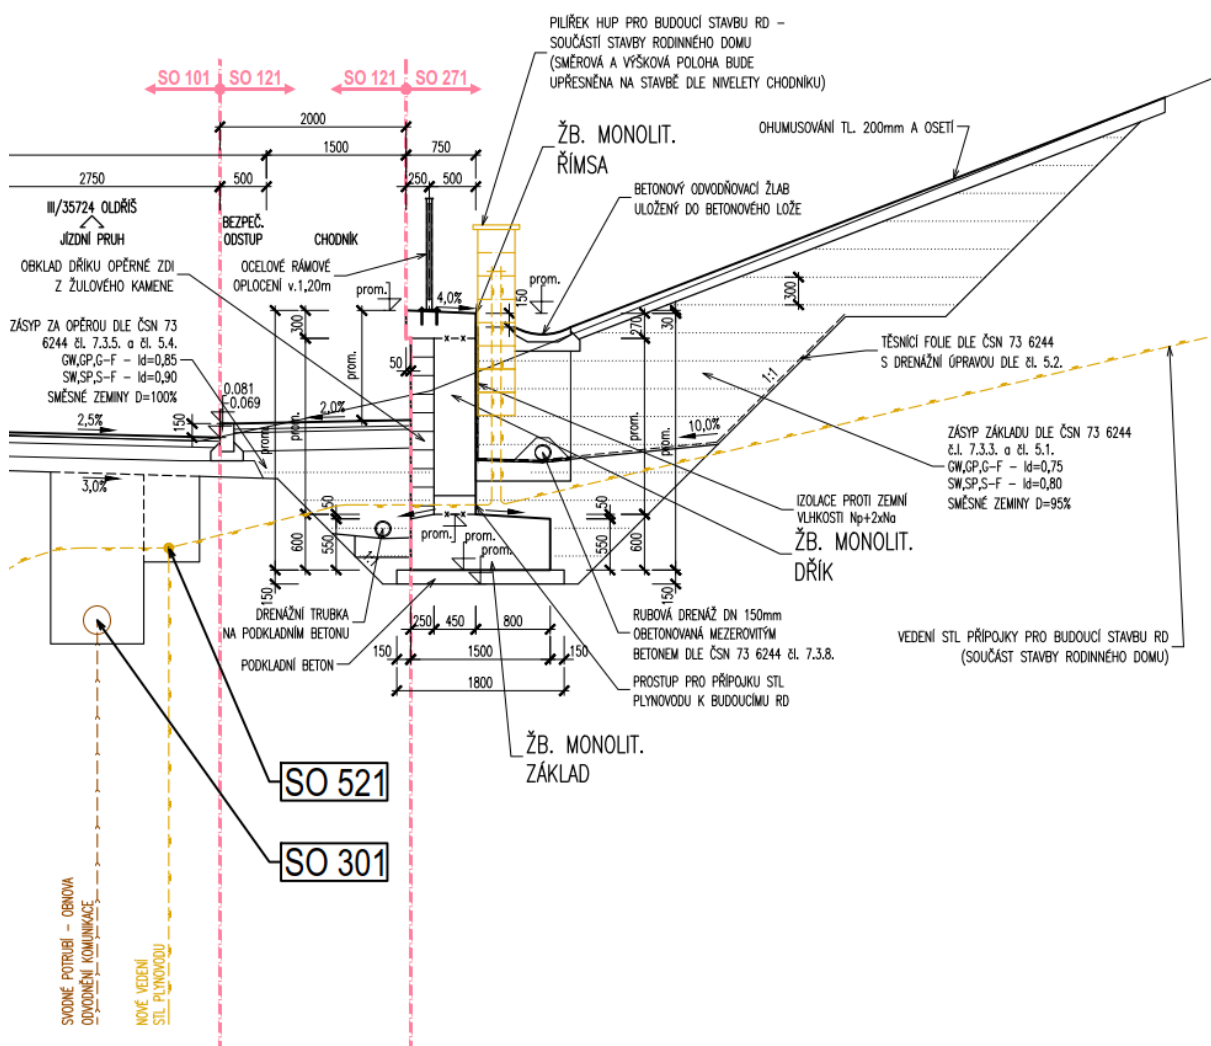 PILÍŘEK HUP PRO BUDOUCÍ STAVBU RD –
SOUČÁSTÍ STAVBY RODINNÉHO DOMU
(SMĚROVÁ A VÝŠKOVÁ POLOHA BUDE
UPŘESNĚNA NA STAVBĚ DLE NIVELETY CHODNÍKU)
SO 101
SO 121
SO 121
SO 271
2000
1500
750
2750
500
250
500
ŽB. MONOLIT.
ŘÍMSA
OHUMUSOVÁNÍ TL. 200mm A OSETÍ
BETONOVÝ ODVODŇOVACÍ ŽLAB
ULOŽENÝ DO BETONOVÉHO LOŽE
III/35724 OLDŘÍŠ
JÍZDNÍ PRUH
BEZPEČ.
ODSTUP
CHODNÍK
OBKLAD DŘÍKU OPĚRNÉ ZDI
Z ŽULOVÉHO KAMENE
OCELOVÉ RÁMOVÉ
OPLOCENÍ v.1,20m
prom.
4,0%
prom.
150
300
ZÁSYP ZA OPĚROU DLE ČSN 73
6244 čl. 7.3.5. a čl. 5.4.
GW,GP,G-F – Id=0,85
SW,SP,S-F – Id=0,90
SMĚSNÉ ZEMINY D=100%
300
prom.
50
270
30
prom.
TĚSNÍCÍ FOLIE DLE ČSN 73 6244
S DRENÁŽNÍ ÚPRAVOU DLE čl. 5.2.
1:1
0.081
-0.069
2,5%
150
2,0%
prom.
prom.
prom.
prom.
10,0%
3,0%
ZÁSYP ZÁKLADU DLE ČSN 73 6244
č.l. 7.3.3. a čl. 5.1.
GW,GP,G-F – Id=0,75
SW,SP,S-F – Id=0,80
SMĚSNÉ ZEMINY D=95%
IZOLACE PROTI ZEMNÍ
VLHKOSTI Np+2xNa
ŽB. MONOLIT.
DŘÍK
50
600
550
150
1:1
prom.
prom.
prom.
50
550
600
150
DRENÁŽNÍ TRUBKA
NA PODKLADNÍM BETONU
PODKLADNÍ BETON
250
450
800
150
1500
150
1800
RUBOVÁ DRENÁŽ DN 150mm
OBETONOVANÁ MEZEROVITÝM
BETONEM DLE ČSN 73 6244 čl. 7.3.8.
VEDENÍ STL PŘÍPOJKY PRO BUDOUCÍ STAVBU RD
(SOUČÁST STAVBY RODINNÉHO DOMU)
PROSTUP PRO PŘÍPOJKU STL
PLYNOVODU K BUDOUCÍMU RD
ŽB. MONOLIT.
ZÁKLAD
SO 521
SO 301
SVODNÉ POTRUBÍ – OBNOVA
ODVODNĚNÍ KOMUNIKACE
NOVÉ VEDENÍ
STL PLYNOVODU